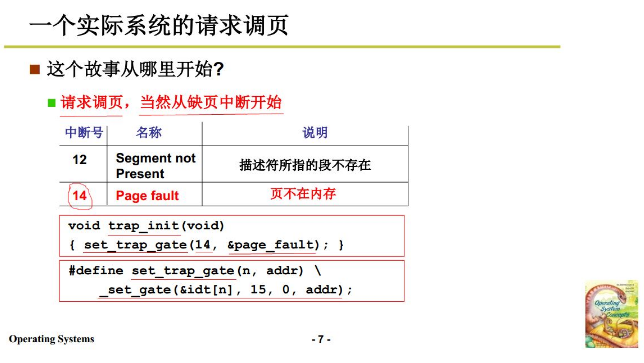 一个实际系统的请求调页
这个故事从哪里开始?
请求调页，当然从缺页中断开始
中断号 名称 说明
12 Segment not Present 描述符所指的段不存在
14 Page fault 页不在内存
void trap_init(void)
{ set_trap_gate(14, &page_fault); }
#define set_trap_gate(n, addr) \
_set_gate(&idt[n], 15, 0, addr);
Operating System Concepts
Operating Systems
- 7 -